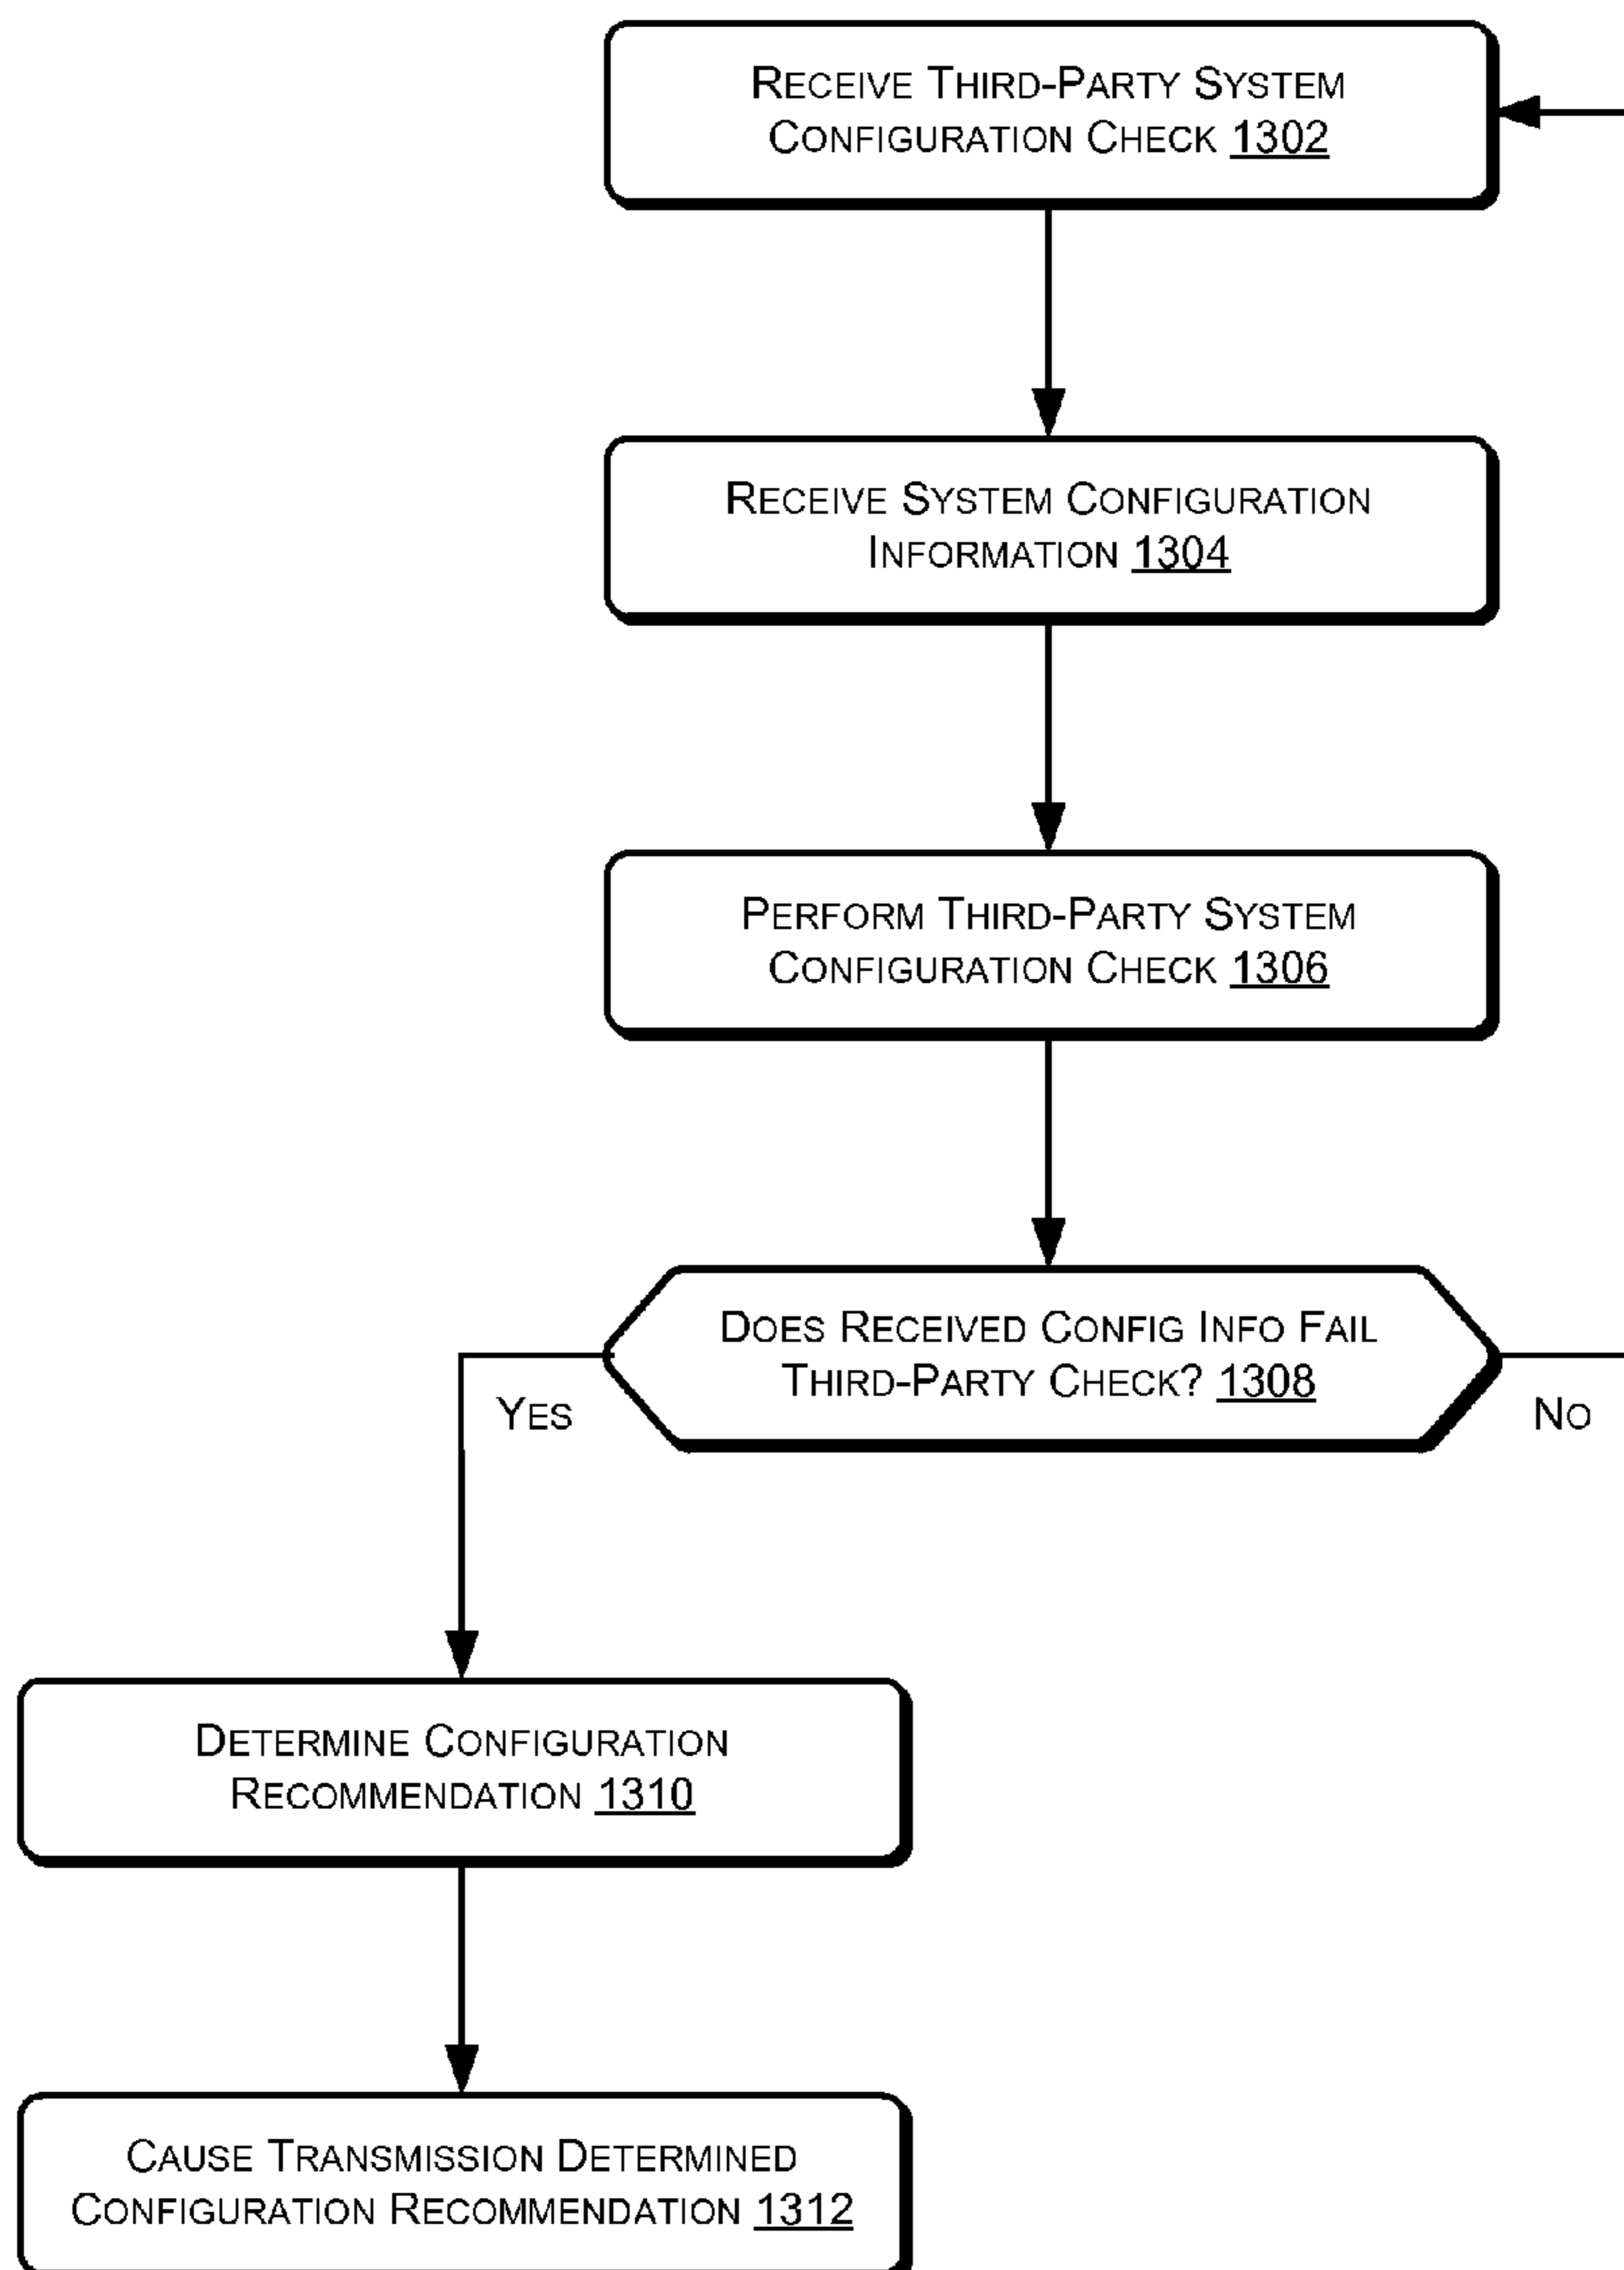 Receive Third-Party System
Configuration Check 1302
Receive System Configuration
Information 1304
Perform Third-Party System
Configuration Check 1306
Does Received Config Info Fail
Third-Party Check? 1308
Yes
No
Determine Configuration
Recommendation 1310
Cause Transmission Determined
Configuration Recommendation 1312